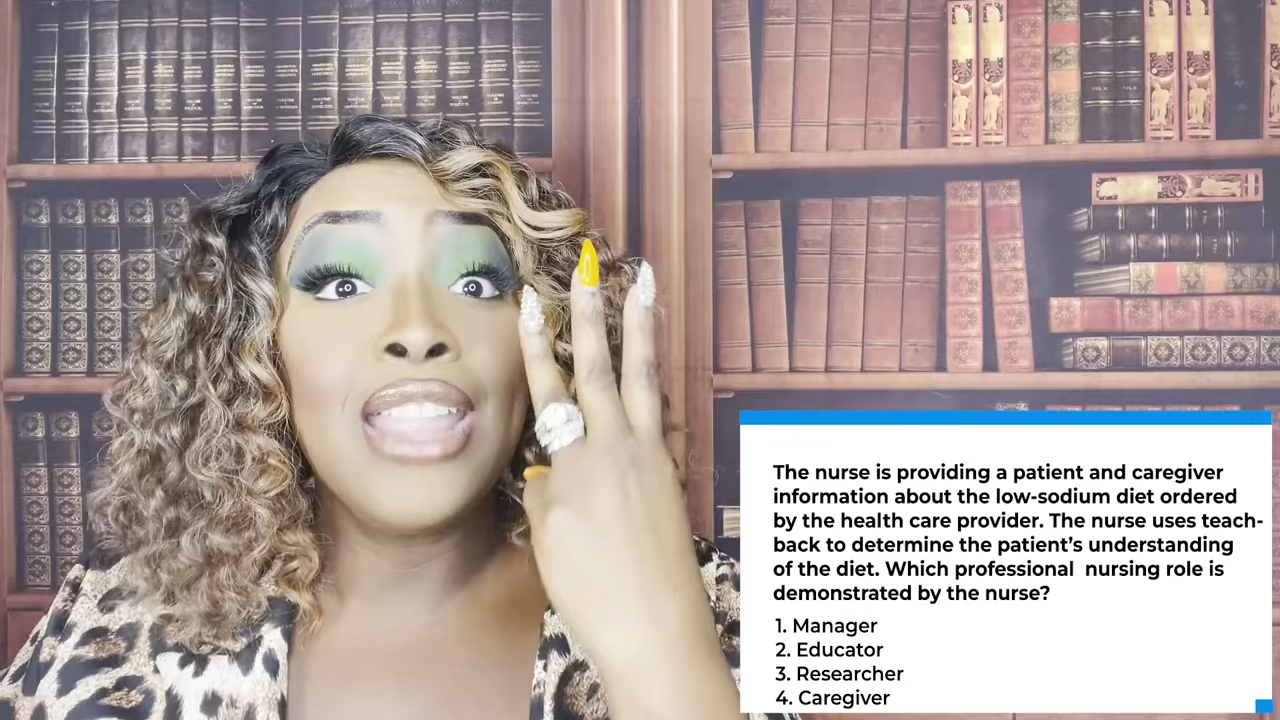 The nurse is providing a patient and caregiver
information about the low-sodium diet ordered
by the health care provider. The nurse uses teach-
back to determine the patient’s understanding
of the diet. Which professional  nursing role is
demonstrated by the nurse?
1. Manager
2. Educator
3. Researcher
4. Caregiver